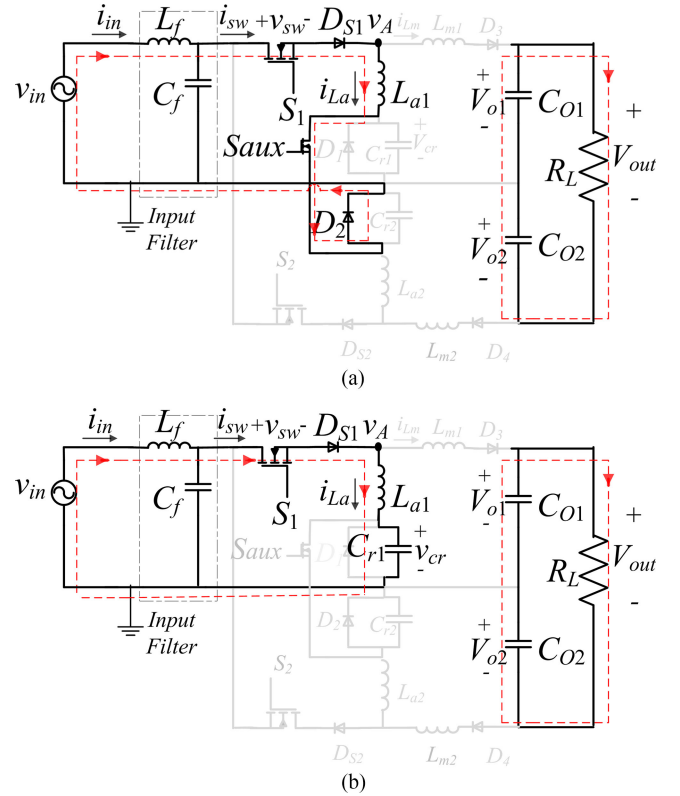 i_in L_f i_sw +v_sw- D_S1 v_A i_Lm L_m1 D_3
v_in C_f S_1 i_La L_a1 + V_o1 - C_O1 +
Saux D_1 C_r1 + V_cr - R_L V_out
Input Filter D_2 C_r2 + V_o2 - C_O2 -
S_2 L_a2
D_S2 L_m2 D_4
(a)
i_in L_f i_sw +v_sw- D_S1 v_A i_Lm L_m1 D_3
v_in C_f S_1 i_La L_a1 + V_o1 - C_O1 +
Saux C_r1 + v_cr - R_L V_out
Input Filter D_2 C_r2 + V_o2 - C_O2 -
S_2 L_a2
D_S2 L_m2 D_4
(b)